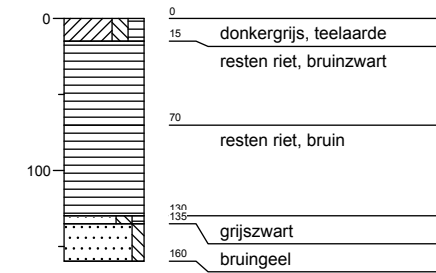 0
0
15
donkergrijs, teelaarde
resten riet, bruinzwart
70
resten riet, bruin
100
130
135
grijszwart
160
bruingeel